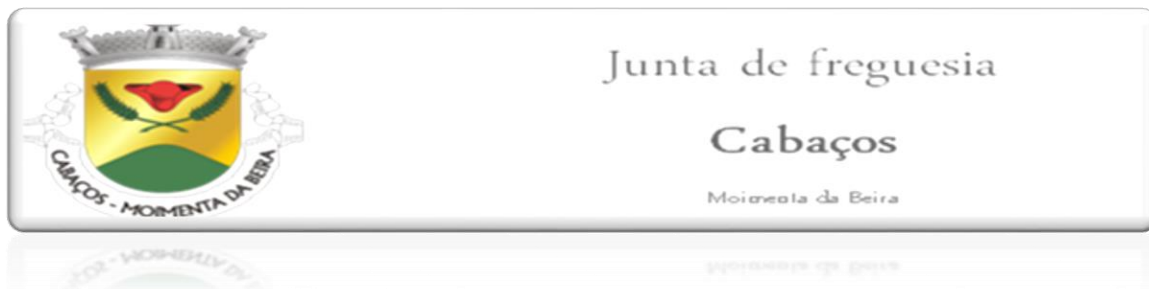 Junta de freguesia
Cabaços
Moimenta da Beira
CABAÇOS - MOIMENTA DA BEIRA